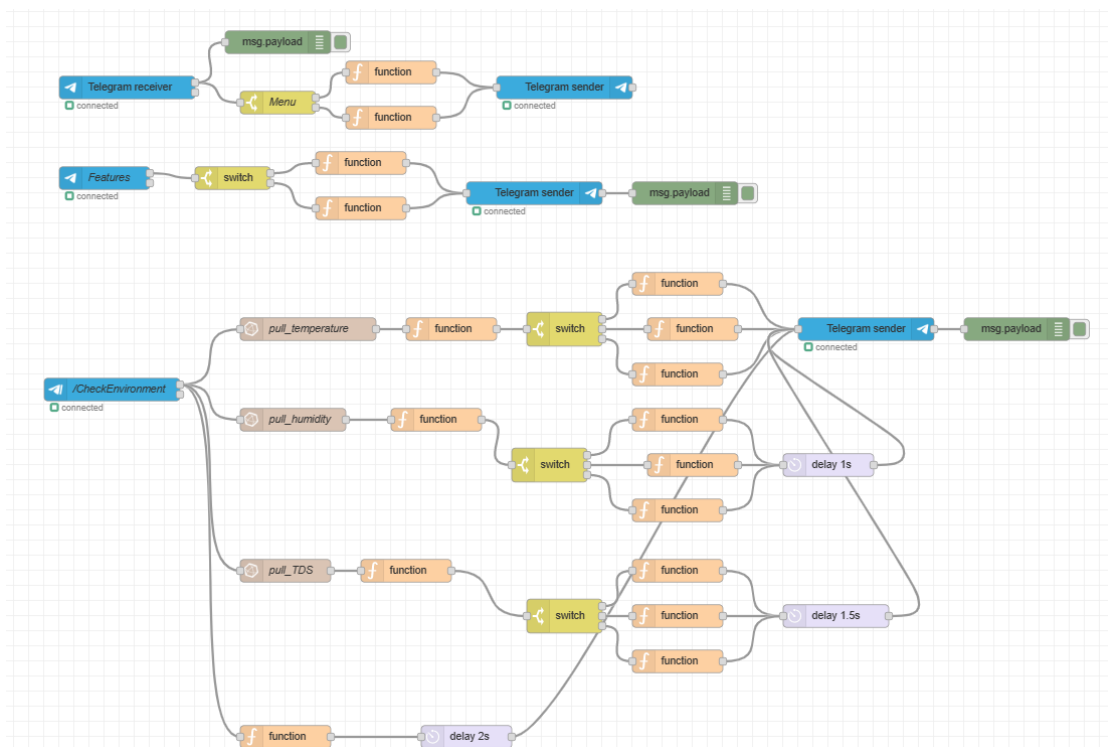 msg.payload
function
Telegram receiver
Telegram sender
connected
Menu
connected
function
function
Features
switch
Telegram sender
msg.payload
connected
function
connected
function
pull_temperature
function
switch
function
Telegram sender
msg.payload
connected
function
/CheckEnvironment
connected
pull_humidity
function
function
switch
function
delay 1s
function
pull_TDS
function
function
switch
function
delay 1.5s
function
function
delay 2s